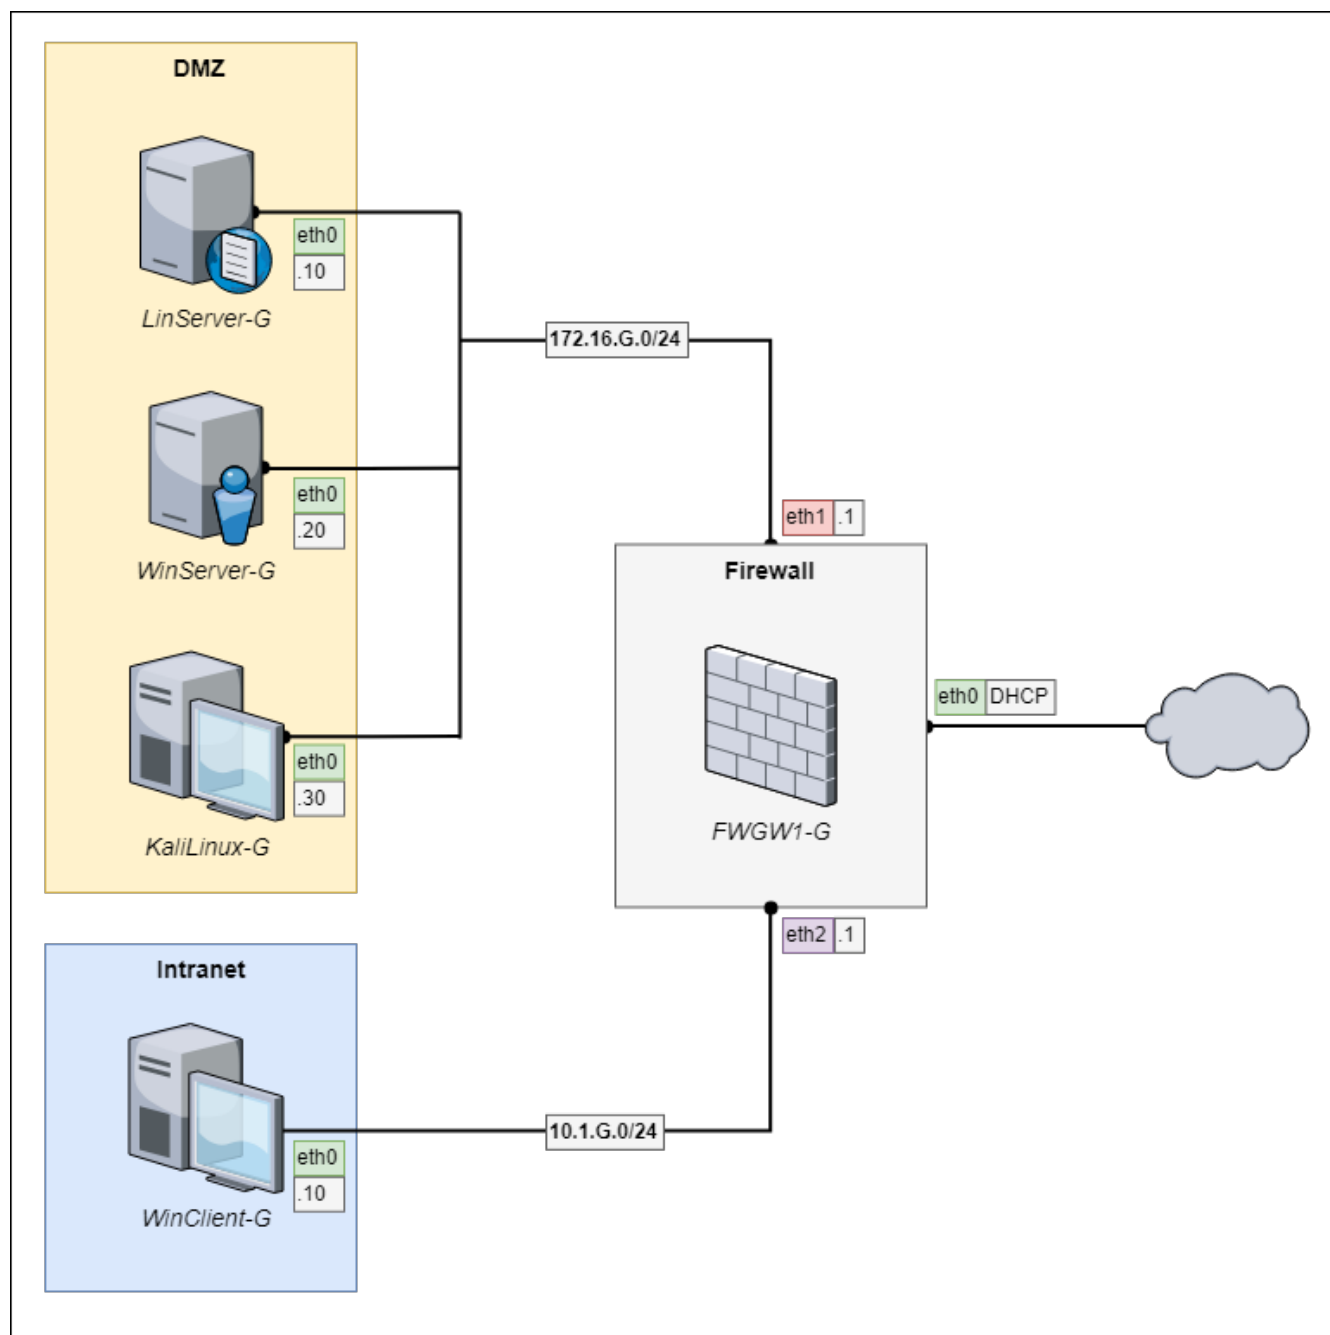 DMZ
eth0
.10
LinServer-G
172.16.G.0/24
eth0
.20
WinServer-G
eth1 .1
Firewall
eth0 DHCP
eth0
.30
KaliLinux-G
FWGW1-G
eth2 .1
Intranet
10.1.G.0/24
eth0
.10
WinClient-G